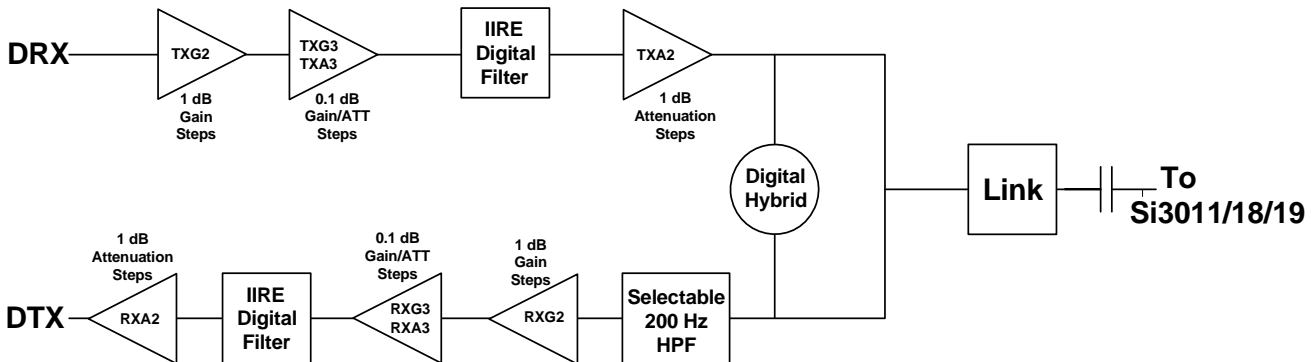 DRX
TXG2
1 dB
Gain
Steps
TXG3
TXA3
0.1 dB
Gain/ATT
Steps
IIRE
Digital
Filter
TXA2
1 dB
Attenuation
Steps
Digital
Hybrid
Link
To
Si3011/18/19
DTX
1 dB
Attenuation
Steps
RXA2
IIRE
Digital
Filter
0.1 dB
Gain/ATT
Steps
RXG3
RXA3
1 dB
Gain
Steps
RXG2
Selectable
200 Hz
HPF